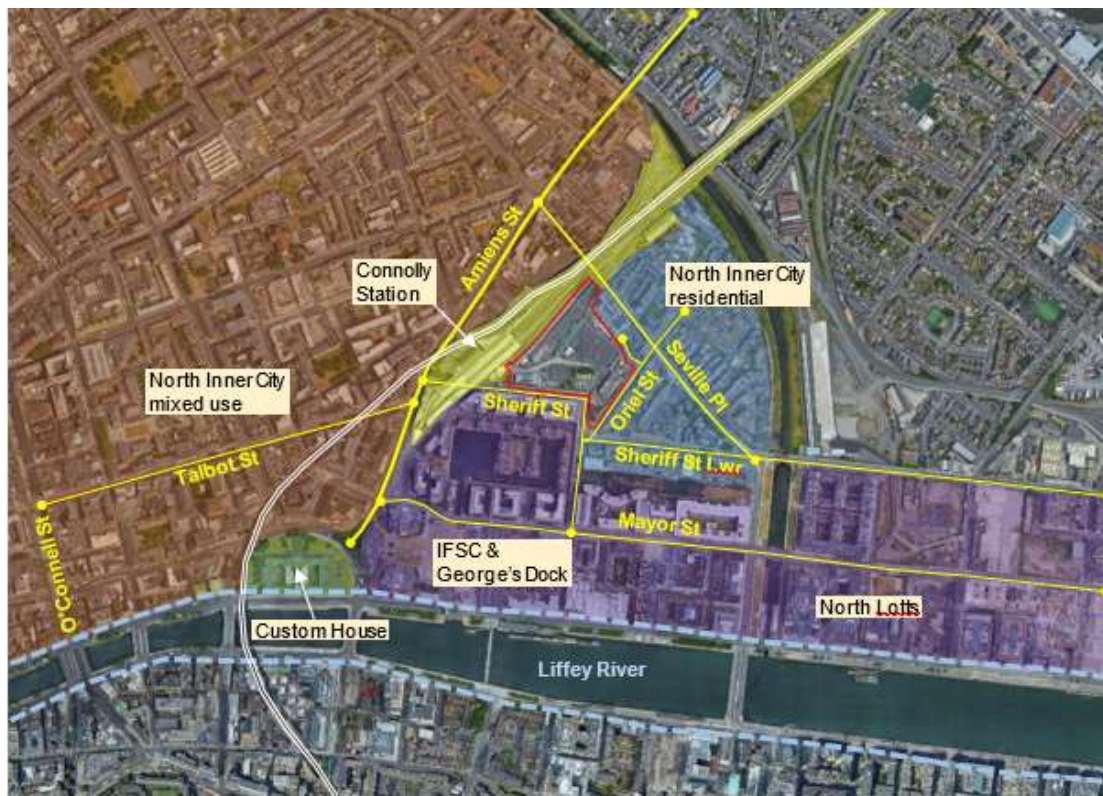 Amiens St
Connolly
Station
North Inner City
residential
North Inner City
mixed use
Seville Pl
Oriel St
Sheriff St
Talbot St
Sheriff St Lwr
O'Connell St
Mayor St
IFSC &
George's Dock
North Lotts
Custom House
Liffey River